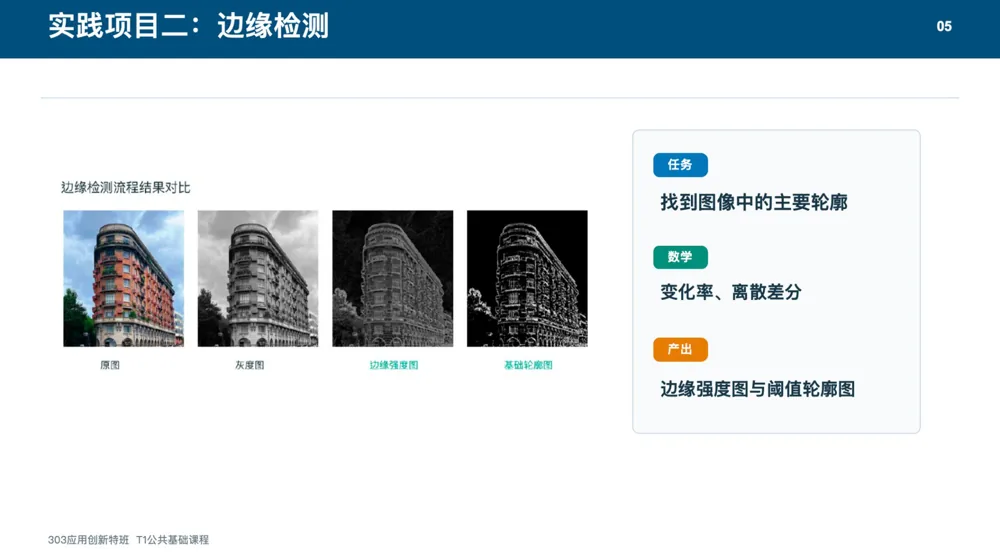 实践项目二：边缘检测
05
边缘检测流程结果对比
原图
灰度图
边缘强度图
基础轮廓图
任务
找到图像中的主要轮廓
数学
变化率、离散差分
产出
边缘强度图与阈值轮廓图
303应用创新特班 T1公共基础课程